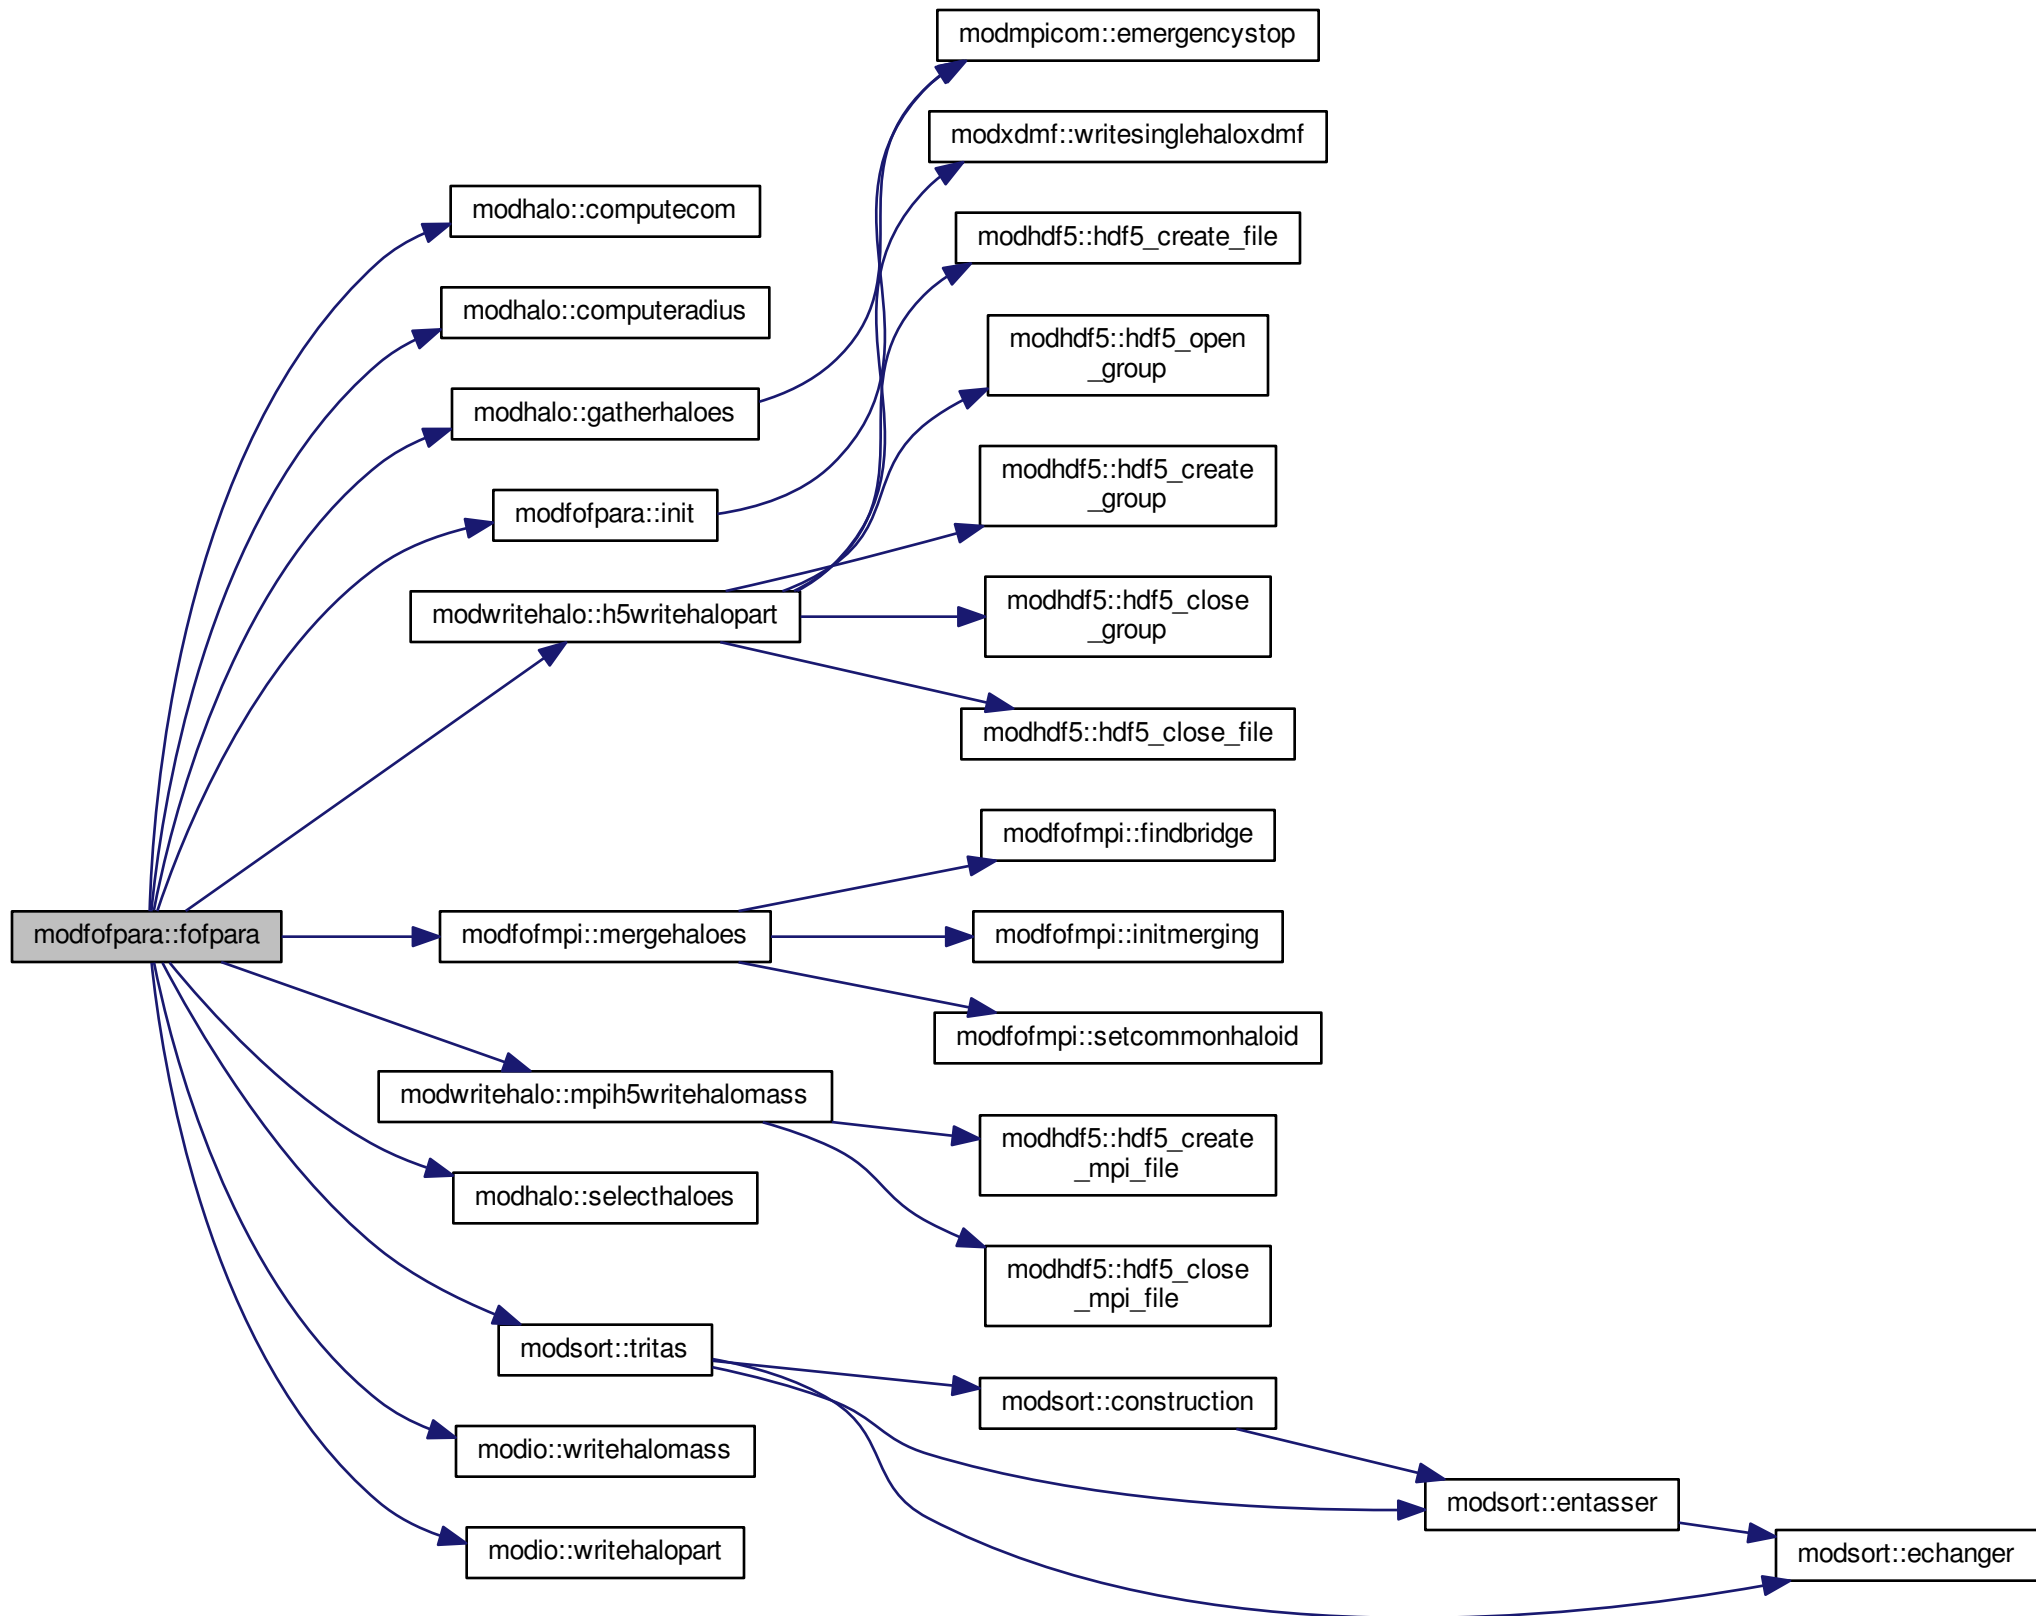 modmpicom::emergencystop
modxdmf::writesinglehaloxdmf
modhalo::computecom
modhdf5::hdf5_create_file
modhalo::computeradius
modhdf5::hdf5_open
_group
modhalo::gatherhaloes
modhdf5::hdf5_create
_group
modfofpara::init
modwritehalo::h5writehalopart
modhdf5::hdf5_close
_group
modhdf5::hdf5_close_file
modfofmpi::findbridge
modfofpara::fofpara
modfofmpi::mergehaloes
modfofmpi::initmerging
modfofmpi::setcommonhaloid
modwritehalo::mpih5writehalomass
modhdf5::hdf5_create
_mpi_file
modhalo::selecthaloes
modhdf5::hdf5_close
_mpi_file
modsort::tritas
modsort::construction
modio::writehalomass
modsort::entasser
modio::writehalopart
modsort::echanger